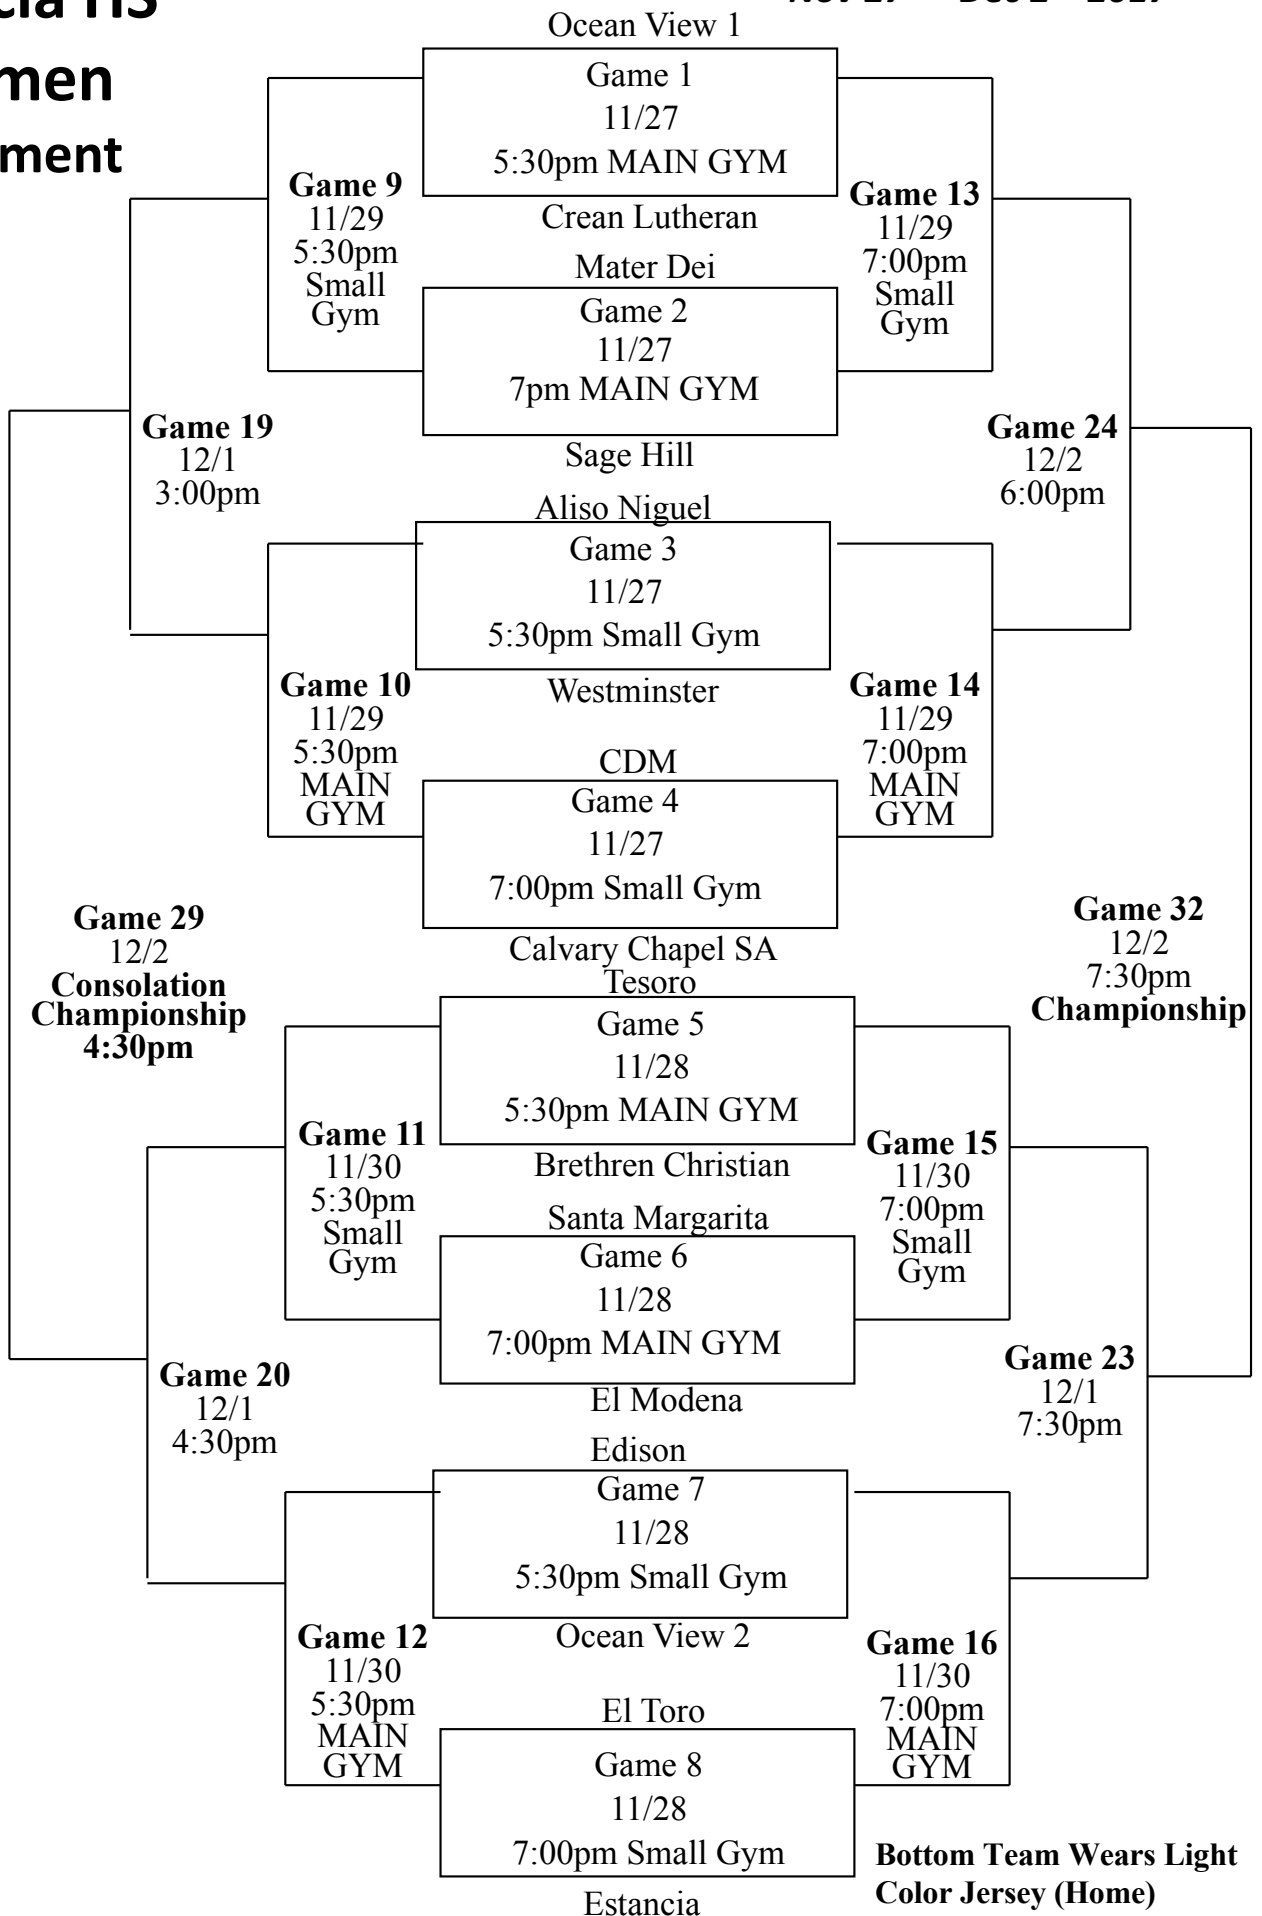 men
ment
Ocean View 1
Game 1
11/27
5:30pm MAIN GYM
Crean Lutheran
Game 9
11/29
5:30pm
Small
Gym
Game 13
11/29
7:00pm
Small
Gym
Mater Dei
Game 2
11/27
7pm MAIN GYM
Sage Hill
Game 19
12/1
3:00pm
Game 24
12/2
6:00pm
Aliso Niguel
Game 3
11/27
5:30pm Small Gym
Westminster
Game 10
11/29
5:30pm
MAIN
GYM
Game 14
11/29
7:00pm
MAIN
GYM
CDM
Game 4
11/27
7:00pm Small Gym
Calvary Chapel SA
Game 29
12/2
Consolation
Championship
4:30pm
Game 32
12/2
7:30pm
Championship
Tesoro
Game 5
11/28
5:30pm MAIN GYM
Brethren Christian
Game 11
11/30
5:30pm
Small
Gym
Game 15
11/30
7:00pm
Small
Gym
Santa Margarita
Game 6
11/28
7:00pm MAIN GYM
El Modena
Game 20
12/1
4:30pm
Game 23
12/1
7:30pm
Edison
Game 7
11/28
5:30pm Small Gym
Ocean View 2
Game 12
11/30
5:30pm
MAIN
GYM
Game 16
11/30
7:00pm
MAIN
GYM
El Toro
Game 8
11/28
7:00pm Small Gym
Estancia
Bottom Team Wears Light
Color Jersey (Home)